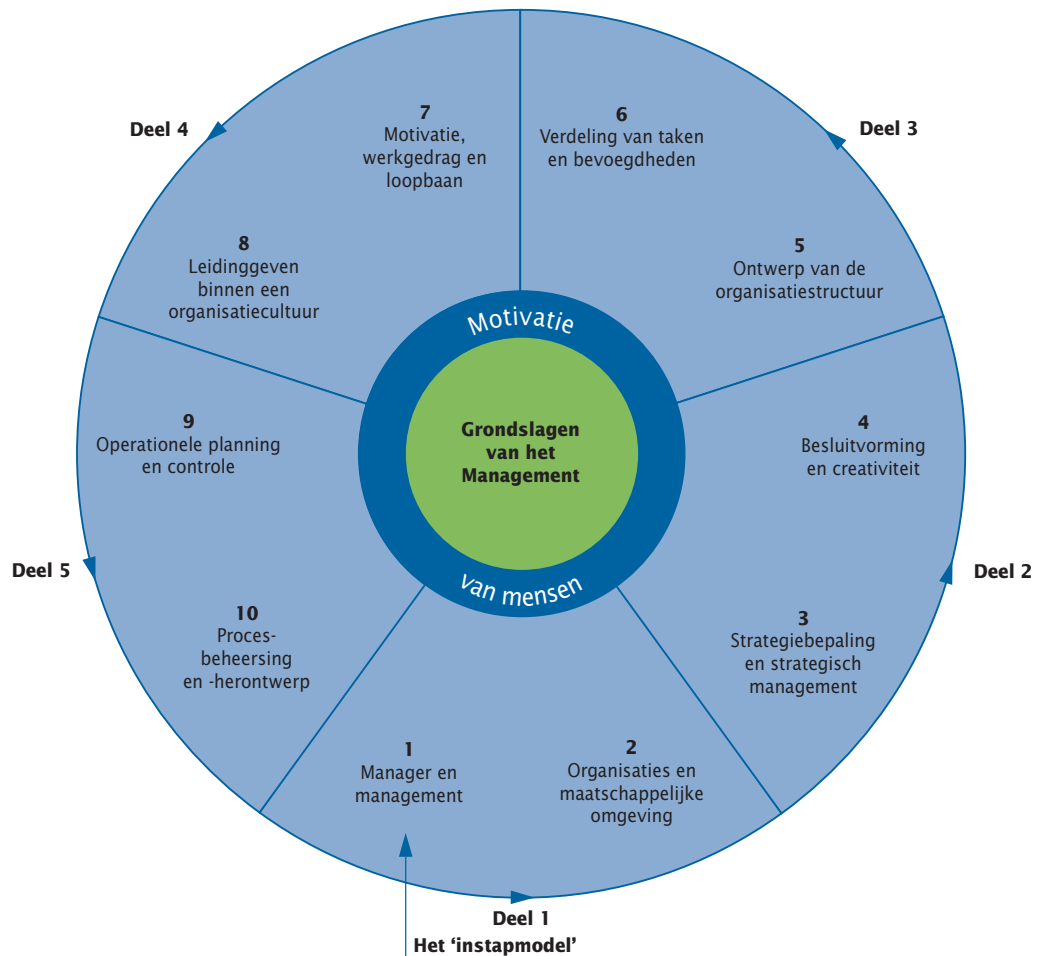 Deel 4
7
Motivatie,
werkgedrag en
loopbaan
6
Verdeling van taken
en bevoegdheden
Deel 3
8
Leidinggeven
binnen een
organisatiecultuur
5
Ontwerp van de
organisatiestructuur
Motivatie
van mensen
Grondslagen
van het
Management
9
Operationele planning
en controle
4
Besluitvorming
en creativiteit
Deel 5
Deel 2
10
Proces-
beheersing
en -herontwerp
3
Strategiebepaling
en strategisch
management
1
Manager en
management
2
Organisaties en
maatschappelijke
omgeving
Deel 1
Het ‘instapmodel’